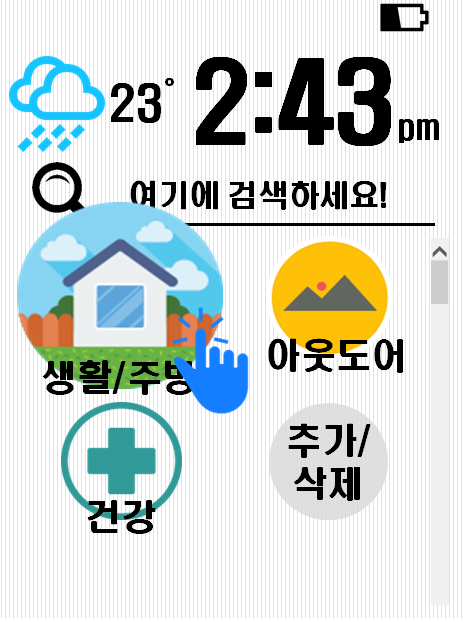 23°
2:43 pm
여기에 검색하세요!
생활/주방
아웃도어
건강
추가/
삭제